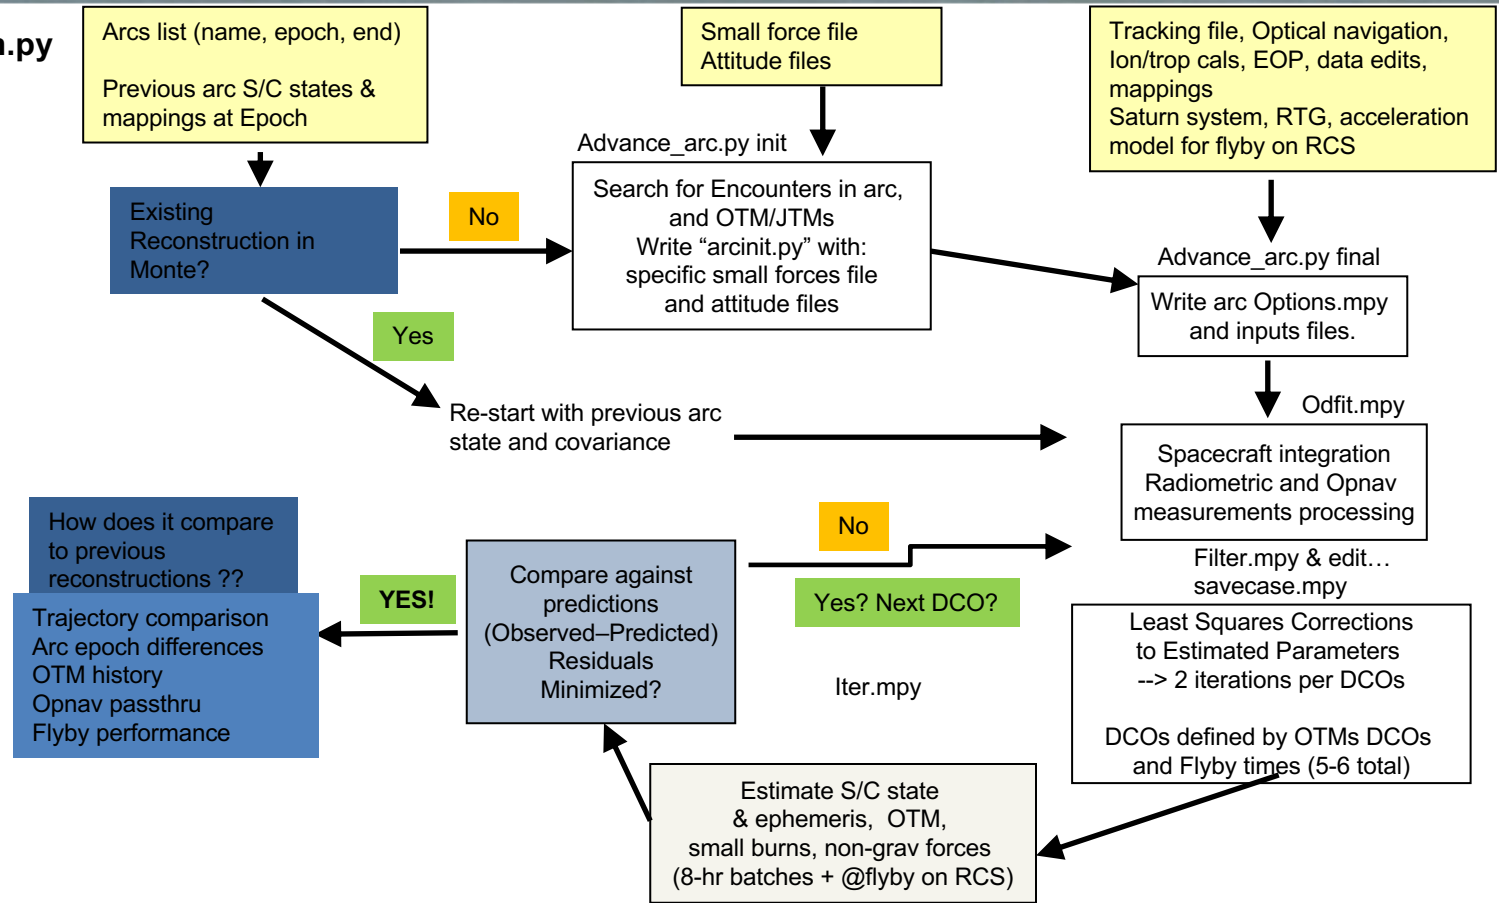 Arcs list (name, epoch, end)
Previous arc S/C states &
mappings at Epoch
Small force file
Attitude files
Tracking file, Optical navigation,
Ion/trop cals, EOP, data edits,
mappings
Saturn system, RTG, acceleration
model for flyby on RCS
Advance_arc.py init
Existing
Reconstruction in
Monte?
No
Search for Encounters in arc,
and OTM/JTMs
Write “arcinit.py” with:
specific small forces file
and attitude files
Advance_arc.py final
Write arc Options.mpy
and inputs files.
Yes
Re-start with previous arc
state and covariance
Odfit.mpy
Spacecraft integration
Radiometric and Opnav
measurements processing
Filter.mpy & edit…
savecase.mpy
How does it compare
to previous
reconstructions ??
Trajectory comparison
Arc epoch differences
OTM history
Opnav passthru
Flyby performance
YES!
Compare against
predictions
(Observed–Predicted)
Residuals
Minimized?
No
Yes? Next DCO?
Iter.mpy
Least Squares Corrections
to Estimated Parameters
--> 2 iterations per DCOs
DCOs defined by OTMs DCOs
and Flyby times (5-6 total)
Estimate S/C state
& ephemeris, OTM,
small burns, non-grav forces
(8-hr batches + @flyby on RCS)